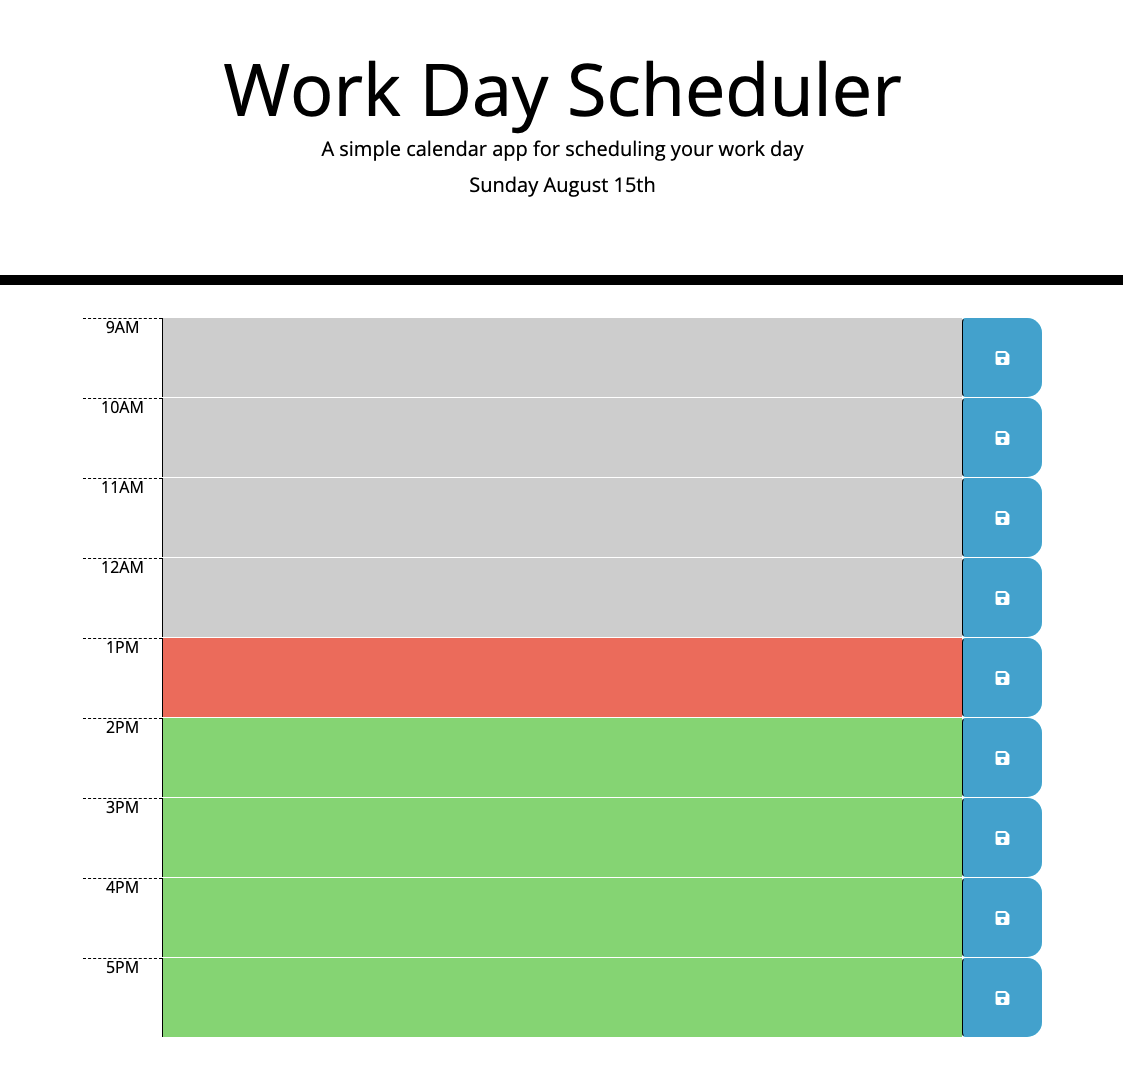 Work Day Scheduler
A simple calendar app for scheduling your work day
Sunday August 15th
9AM
10AM
11AM
12AM
1PM
2PM
3PM
4PM
5PM